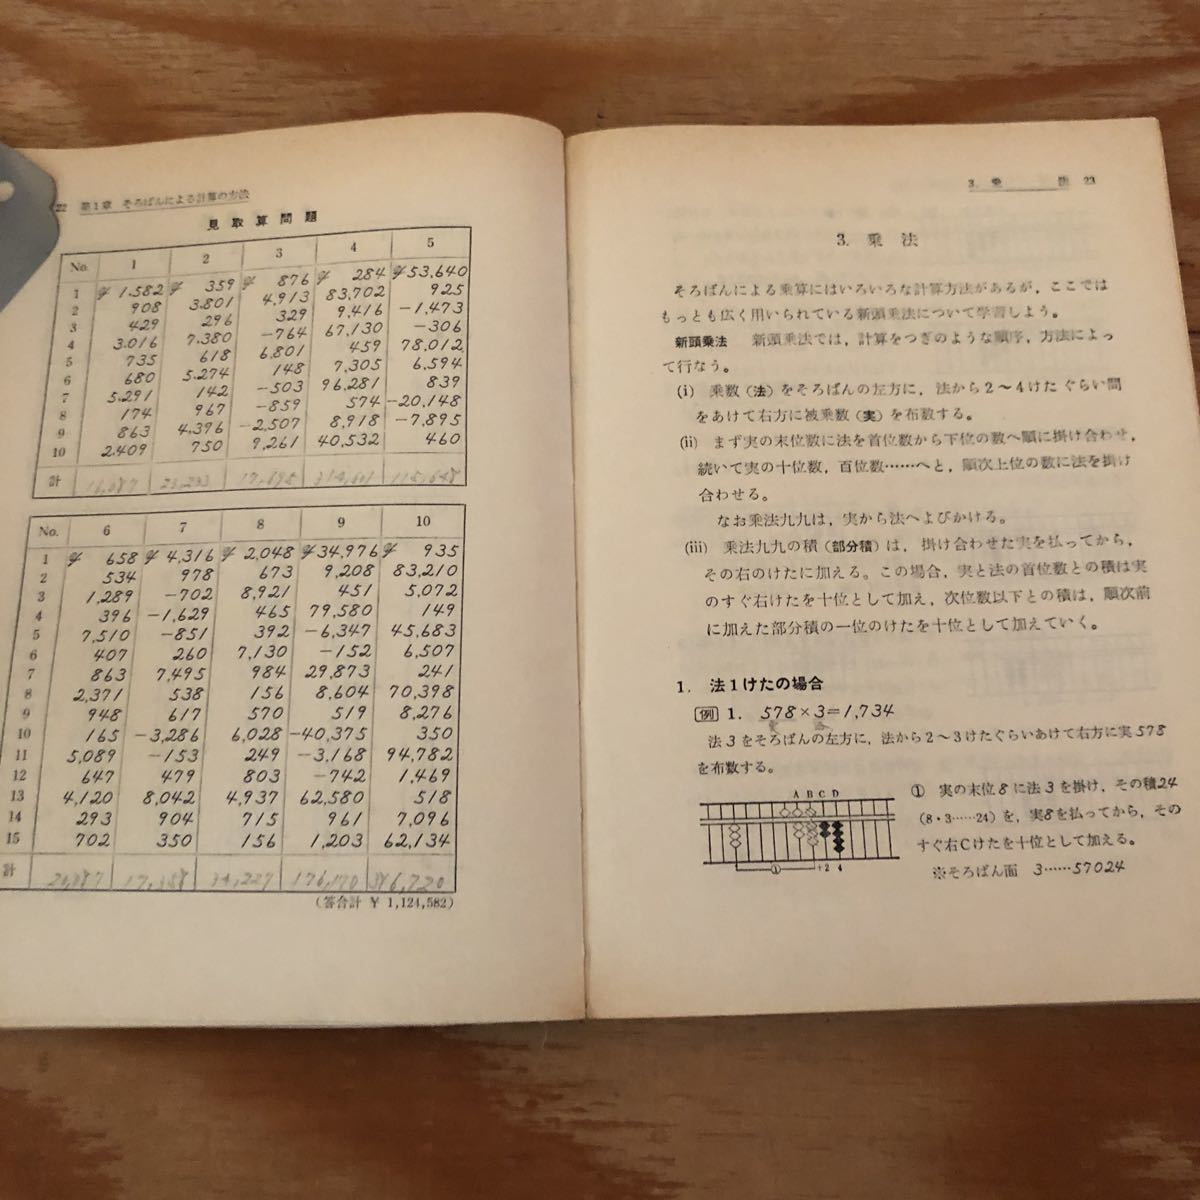 22 第1章 そろばんによる計算の方法
見取算問題
No. 1 2 3 4 5
1 ¥ 1,582 ¥ 359 ¥ 876 ¥ 284 ¥ 53,640
2 908 3,801 4,913 83,702 925
3 429 296 329 9,416 −1,473
4 3,016 7,380 −764 67,130 −306
5 735 618 6,801 459 78,012
6 680 5,274 148 7,305 6,594
7 5,291 142 −503 96,281 839
8 174 967 −859 574 −20,148
9 863 4,396 −2,507 8,918 −7,895
10 2,409 750 9,261 40,532 460
計 314,601 115,648
No. 6 7 8 9 10
1 ¥ 658 ¥ 4,316 ¥ 2,048 ¥ 34,976 ¥ 935
2 534 978 673 9,208 83,210
3 1,289 −702 8,921 451 5,072
4 396 −1,629 465 79,580 149
5 7,510 −851 392 −6,347 45,683
6 407 260 7,130 −152 6,507
7 863 7,495 984 29,873 241
8 2,371 538 156 8,604 70,398
9 948 617 570 519 8,276
10 165 −3,286 6,028 −40,375 350
11 5,089 −153 249 −3,168 94,782
12 647 479 803 −742 1,469
13 4,120 8,042 4,937 62,580 518
14 293 904 715 961 7,096
15 702 350 156 1,203 62,134
計 34,227 386,720
(答合計 ¥ 1,124,582)
3. 乗 法 23
3. 乗 法
そろばんによる乗算にはいろいろな計算方法があるが，ここでは
もっとも広く用いられている新頭乗法について学習しよう。
新頭乗法 新頭乗法では，計算をつぎのような順序，方法によっ
て行なう。
(i) 乗数（法）をそろばんの左方に，法から2～4けたぐらい間
をあけて右方に被乗数（実）を布数する。
(ii) まず実の末位数に法を首位数から下位の数へ順に掛け合わせ，
続いて実の十位数，百位数……へと，順次上位の数に法を掛け
合わせる。
なお乗法九九は，実から法へよびかける。
(iii) 乗法九九の積（部分積）は，掛け合わせた実を払ってから，
その右のけたに加える。この場合，実と法の首位数との積は実
のすぐ右けたを十位として加え，次位数以下との積は，順次前
に加えた部分積の一位のけたを十位として加えていく。
1. 法1けたの場合
例 1. 578×3=1,734
法3をそろばんの左方に，法から2～3けたぐらいあけて右方に実578
を布数する。
A B C D
① +2 4
① 実の末位8に法3を掛け，その積24
(8・3……24) を，実8を払ってから，その
すぐ右Cけたを十位として加える。
※そろばん面 3……57024